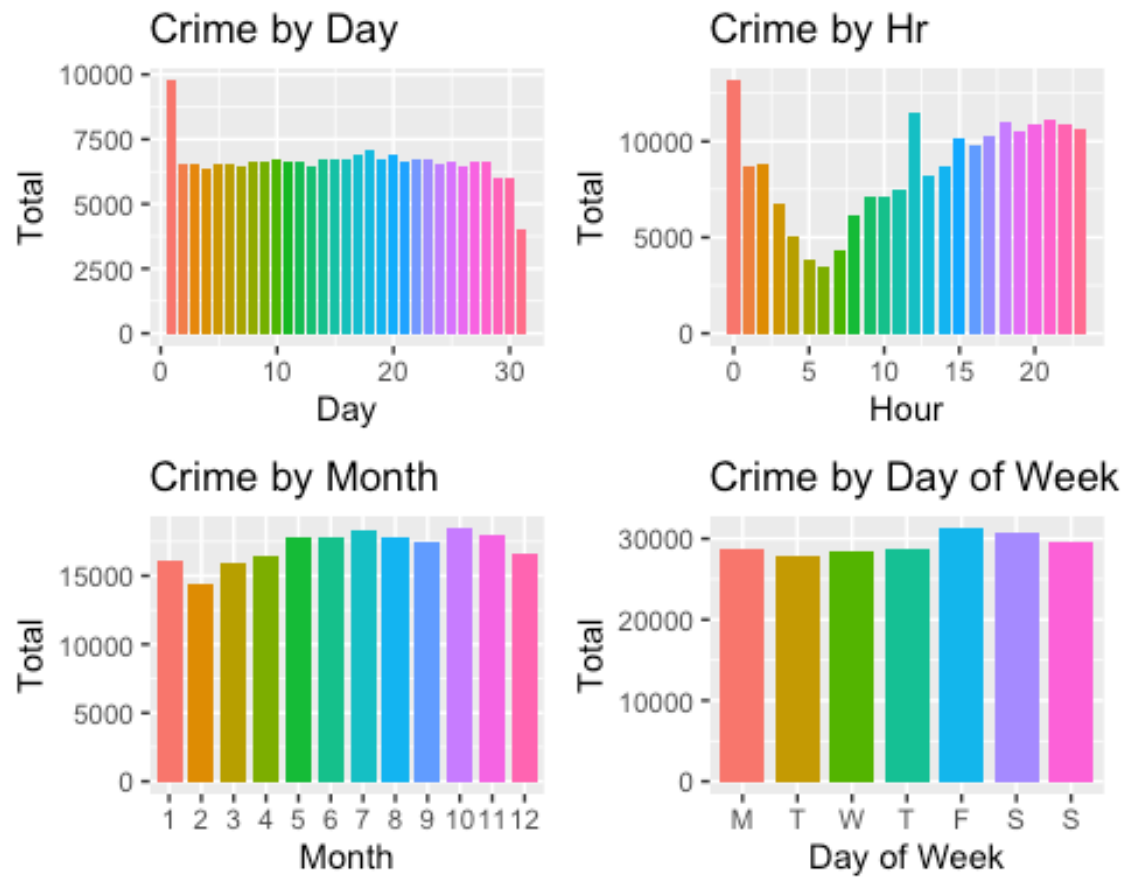 Crime by Day
10000
7500
5000
2500
0
Total
0 10 20 30
Day
Crime by Hr
10000
5000
0
Total
0 5 10 15 20
Hour
Crime by Month
15000
10000
5000
0
Total
1 2 3 4 5 6 7 8 9 10 11 12
Month
Crime by Day of Week
30000
20000
10000
0
Total
M T W T F S S
Day of Week